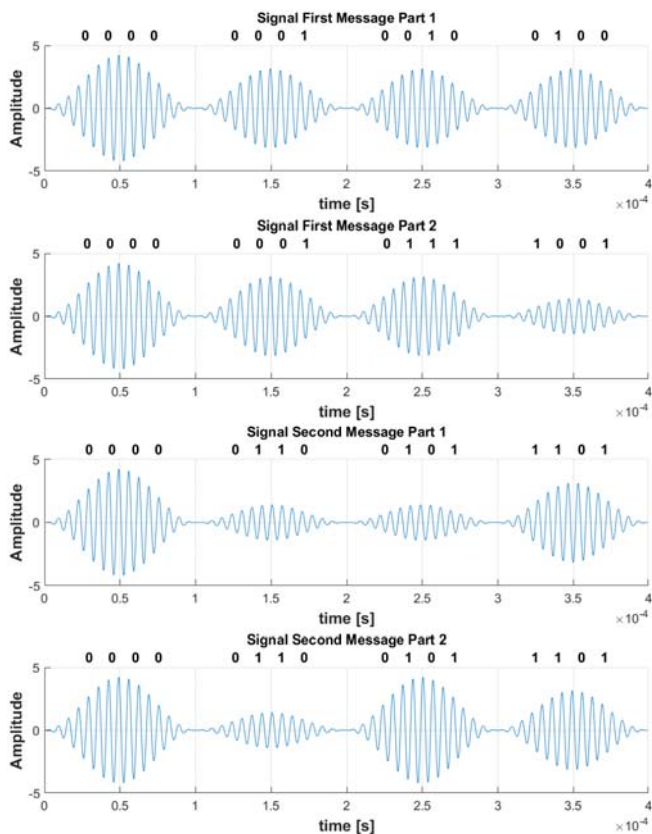 Signal First Message Part 1
0 0 0 0 0 0 0 1 0 0 1 0 0 1 0 0
5
0
-5
Amplitude
0 0.5 1 1.5 2 2.5 3 3.5 4
time [s]
×10-4
Signal First Message Part 2
0 0 0 0 0 0 0 1 0 1 1 1 1 0 0 1
5
0
-5
Amplitude
0 0.5 1 1.5 2 2.5 3 3.5 4
time [s]
×10-4
Signal Second Message Part 1
0 0 0 0 0 1 1 0 0 1 0 1 1 1 0 1
5
0
-5
Amplitude
0 0.5 1 1.5 2 2.5 3 3.5 4
time [s]
×10-4
Signal Second Message Part 2
0 0 0 0 0 1 1 0 0 1 0 1 1 1 0 1
5
0
-5
Amplitude
0 0.5 1 1.5 2 2.5 3 3.5 4
time [s]
×10-4